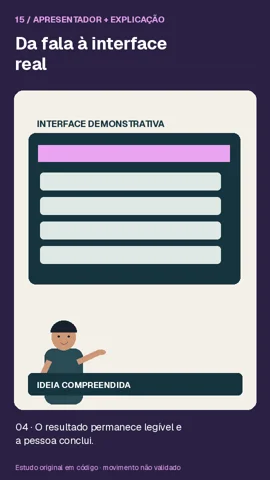 15 / APRESENTADOR + EXPLICAÇÃO
Da fala à interface
real
INTERFACE DEMONSTRATIVA
IDEIA COMPREENDIDA
04 · O resultado permanece legível e
a pessoa conclui.
Estudo original em código · movimento não validado